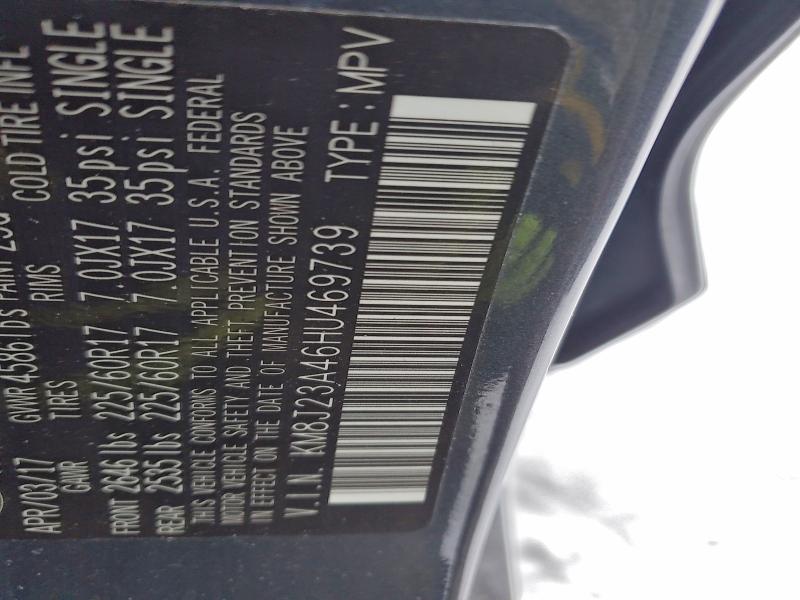 APR/03/17 GVWR 4586 lbs PAINT
GAWR TIRES RIMS COLD TIRE INFL
FRONT 2646 lbs 225/60R17 7.0JX17 35psi SINGLE
REAR 2535 lbs 225/60R17 7.0JX17 35psi SINGLE
THIS VEHICLE CONFORMS TO ALL APPLICABLE U.S.A. FEDERAL
MOTOR VEHICLE SAFETY AND THEFT PREVENTION STANDARDS
IN EFFECT ON THE DATE OF MANUFACTURE SHOWN ABOVE
V.I.N. KM8J23A46HU469739 TYPE : MPV